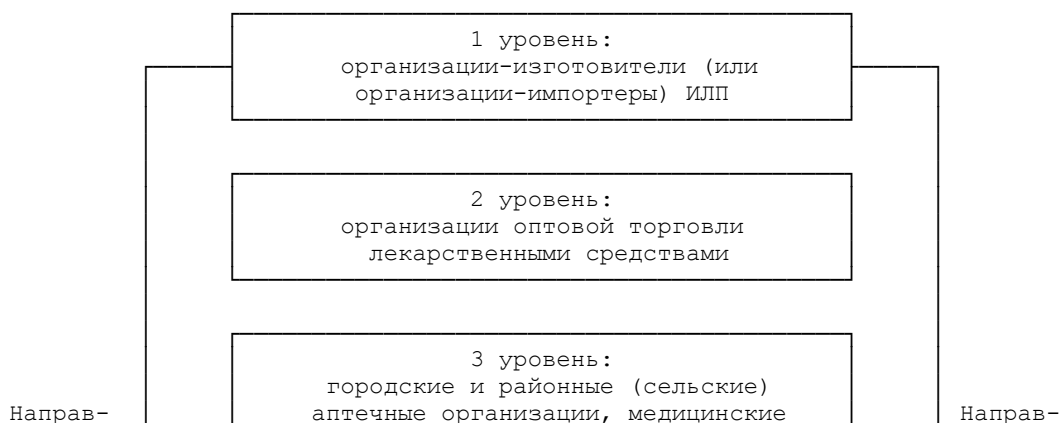 1 уровень:
организации-изготовители (или
организации-импортеры) ИЛП
2 уровень:
организации оптовой торговли
лекарственными средствами
3 уровень:
городские и районные (сельские)
Направ- аптечные организации, медицинские Направ-